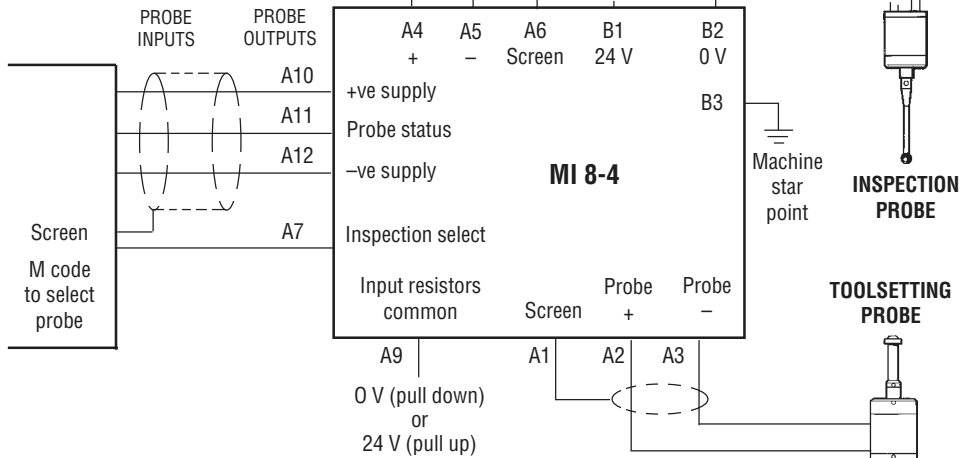 PROBE
INPUTS
PROBE
OUTPUTS
A4
+
A5
–
A6
Screen
B1
24 V
B2
0 V
A10
+ve supply
A11
Probe status
A12
–ve supply
B3
MI 8-4
Machine
star
point
INSPECTION
PROBE
Screen
A7
Inspection select
M code
to select
probe
Input resistors
common
Screen
Probe
+
Probe
–
TOOLSETTING
PROBE
A9
A1
A2
A3
0 V (pull down)
or
24 V (pull up)